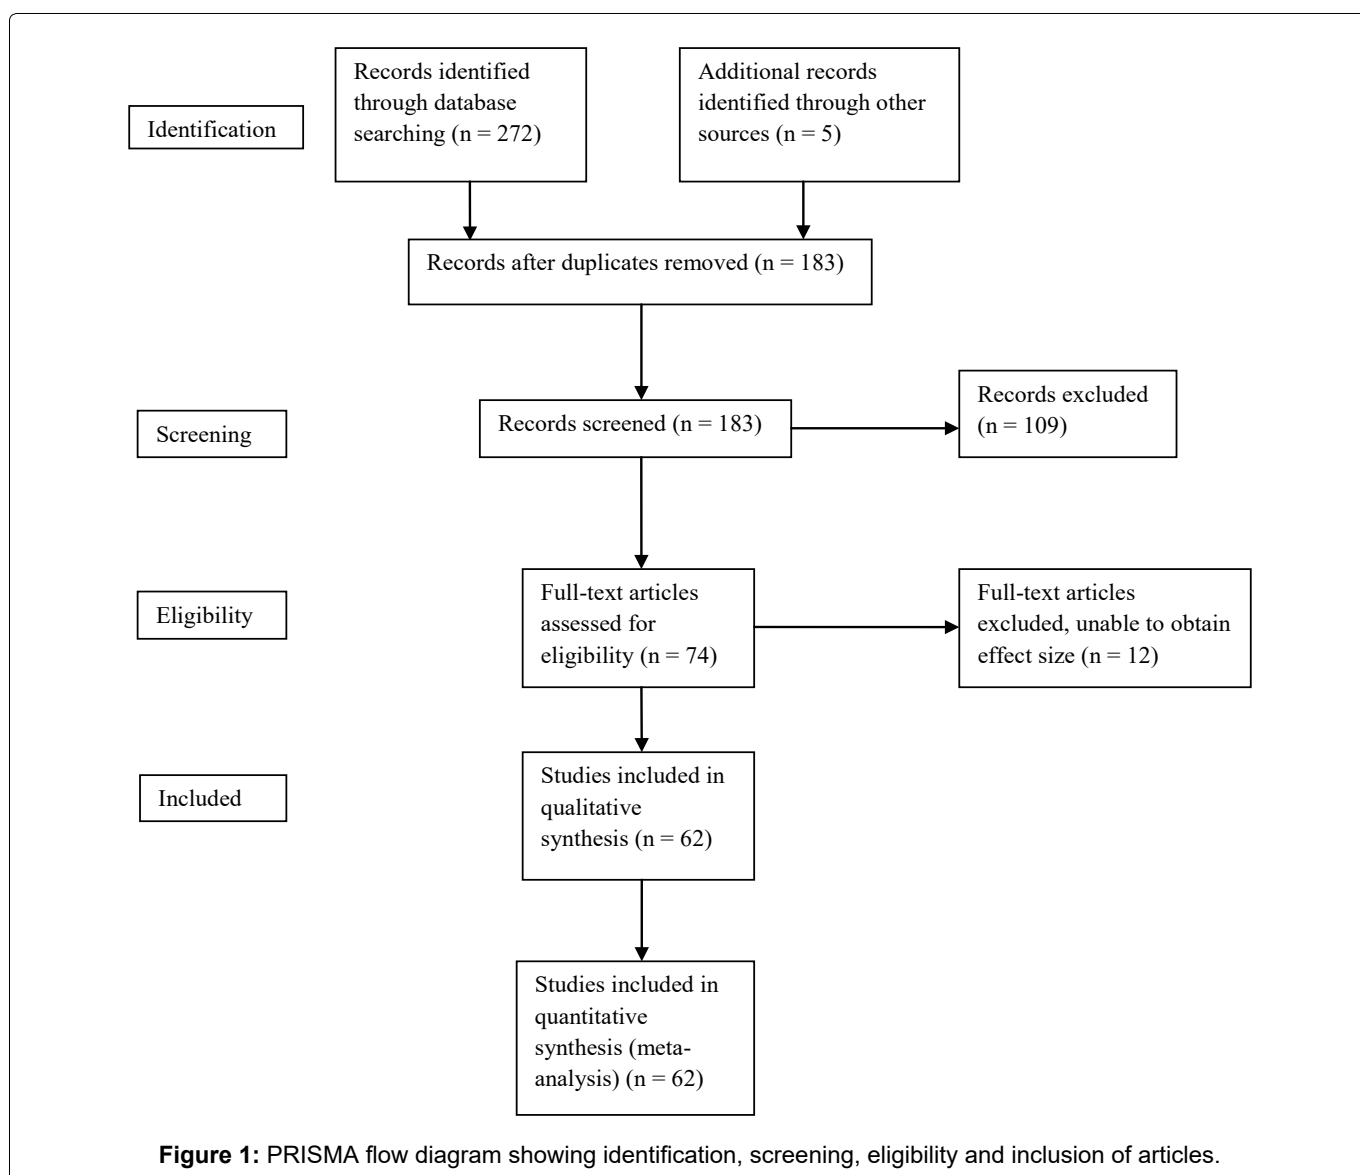 Identification
Records identified
through database
searching (n = 272)
Additional records
identified through other
sources (n = 5)
Records after duplicates removed (n = 183)
Screening
Records screened (n = 183)
Records excluded
(n = 109)
Eligibility
Full-text articles
assessed for
eligibility (n = 74)
Full-text articles
excluded, unable to obtain
effect size (n = 12)
Included
Studies included in
qualitative
synthesis (n = 62)
Studies included in
quantitative
synthesis (meta-
analysis) (n = 62)
Figure 1: PRISMA flow diagram showing identification, screening, eligibility and inclusion of articles.